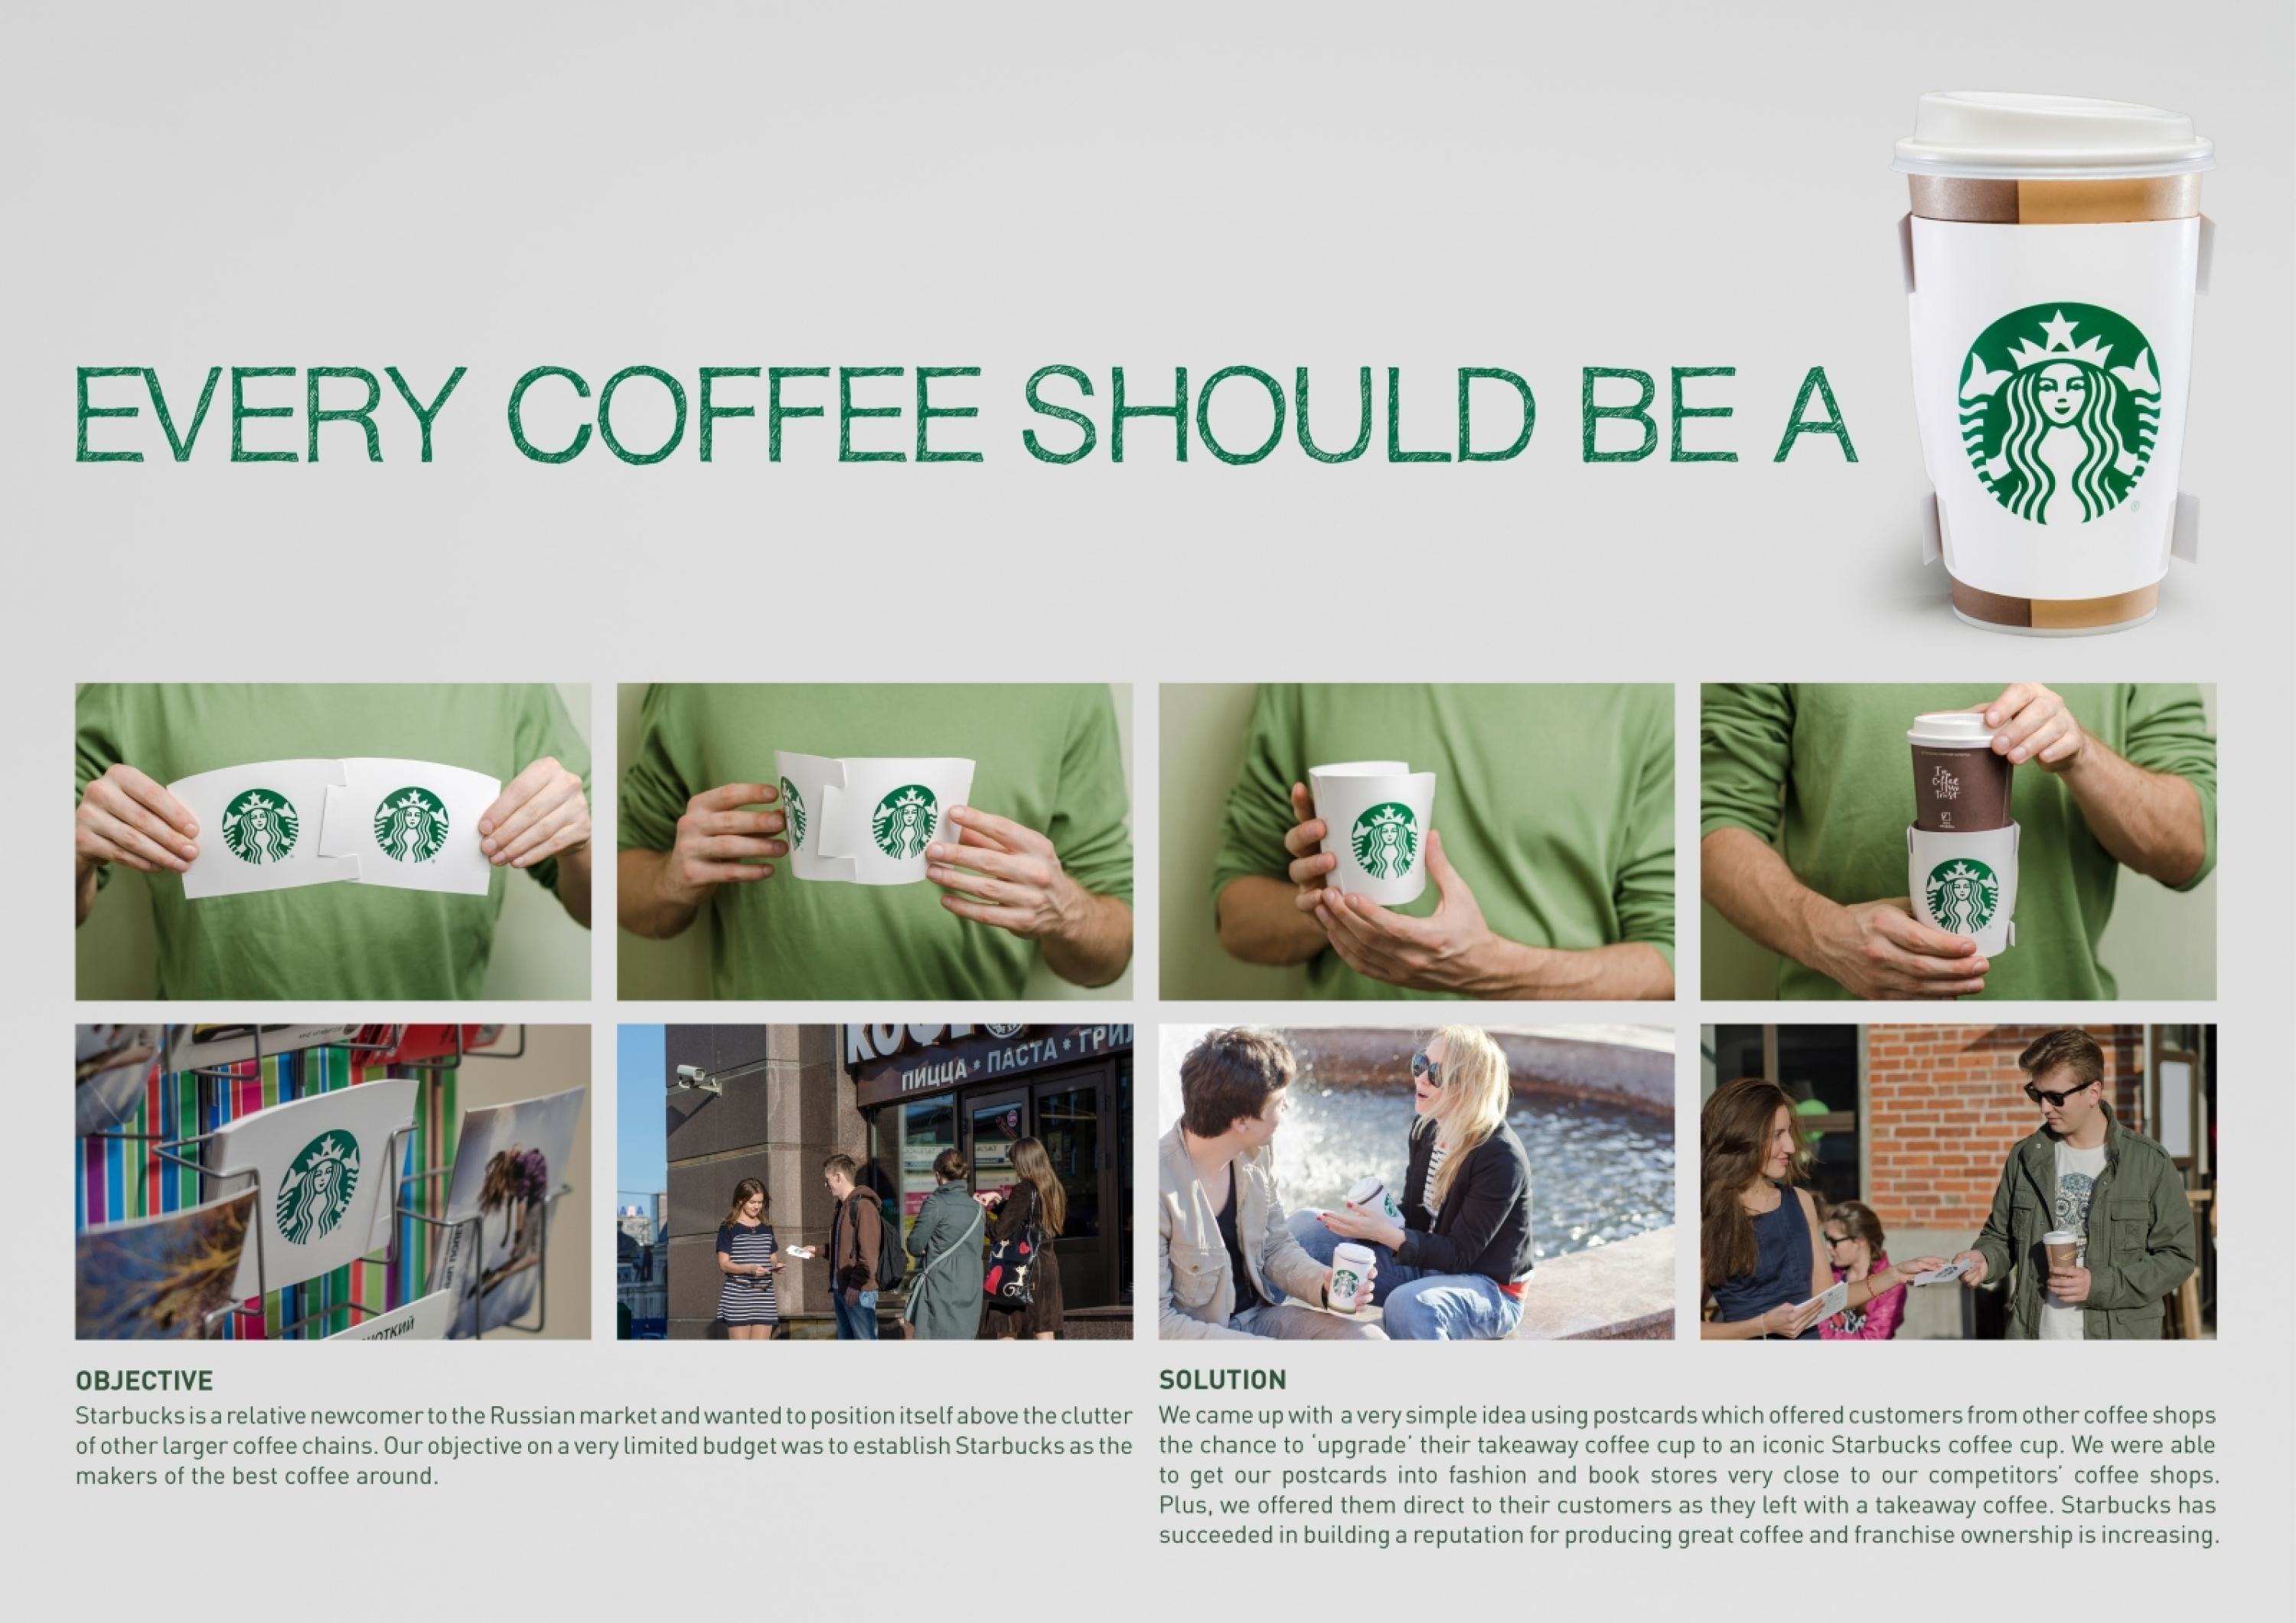 EVERY COFFEE SHOULD BE A
In
Coffee
We
Trust
ПИЦЦА * ПАСТА * ГРИЛ
OBJECTIVE
Starbucks is a relative newcomer to the Russian market and wanted to position itself above the clutter
of other larger coffee chains. Our objective on a very limited budget was to establish Starbucks as the
makers of the best coffee around.
SOLUTION
We came up with a very simple idea using postcards which offered customers from other coffee shops
the chance to ‘upgrade’ their takeaway coffee cup to an iconic Starbucks coffee cup. We were able
to get our postcards into fashion and book stores very close to our competitors’ coffee shops.
Plus, we offered them direct to their customers as they left with a takeaway coffee. Starbucks has
succeeded in building a reputation for producing great coffee and franchise ownership is increasing.